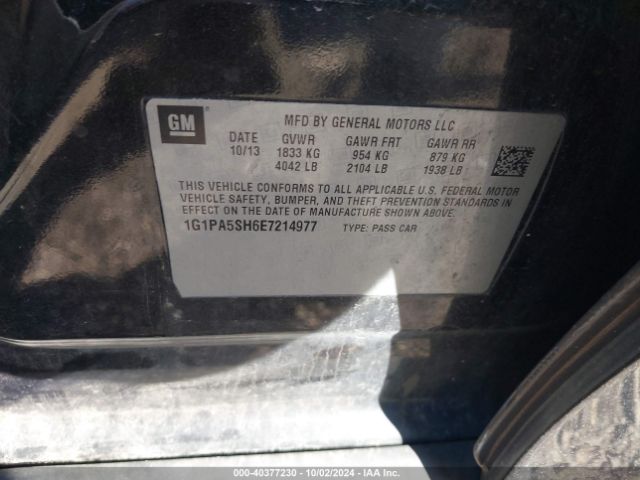 GM
MFD BY GENERAL MOTORS LLC
DATE GVWR GAWR FRT GAWR RR
10/13 1833 KG 954 KG 879 KG
4042 LB 2104 LB 1938 LB
THIS VEHICLE CONFORMS TO ALL APPLICABLE U.S. FEDERAL MOTOR
VEHICLE SAFETY, BUMPER, AND THEFT PREVENTION STANDARDS IN
EFFECT ON THE DATE OF MANUFACTURE SHOWN ABOVE.
1G1PA5SH6E7214977 TYPE: PASS CAR
000-40377230 - 10/02/2024 - IAA Inc.